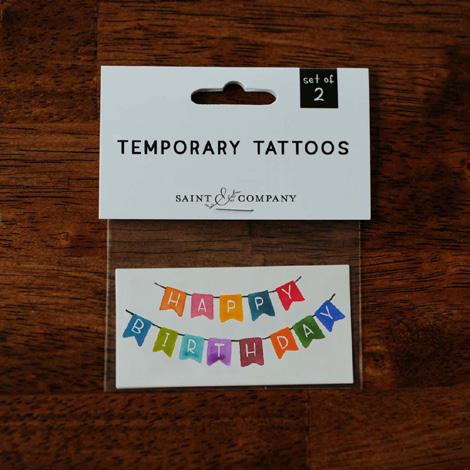 set of
2
TEMPORARY TATTOOS
SAINT & COMPANY
HAPPY
BIRTHDAY